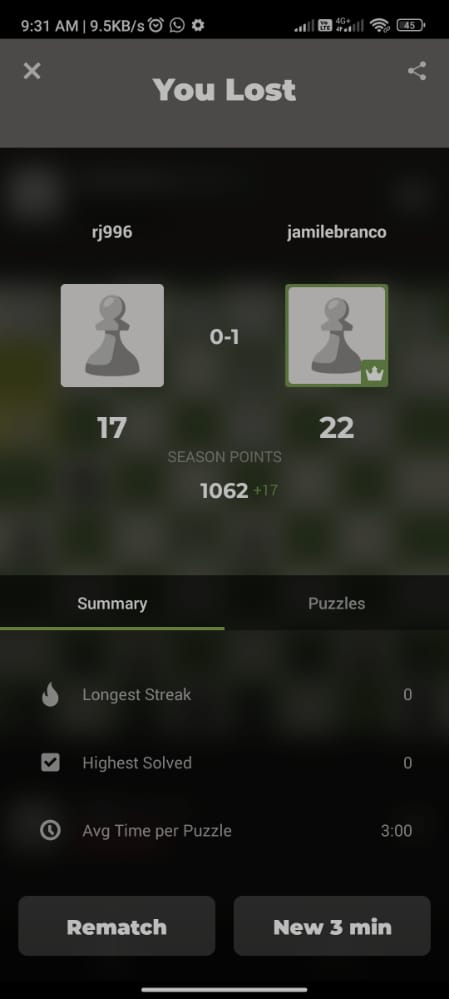 9:31 AM | 9.5KB/s
4G+
45
You Lost
rj996
jamilebranco
0-1
17
22
SEASON POINTS
1062 +17
Summary
Puzzles
Longest Streak
0
Highest Solved
0
Avg Time per Puzzle
3:00
Rematch
New 3 min